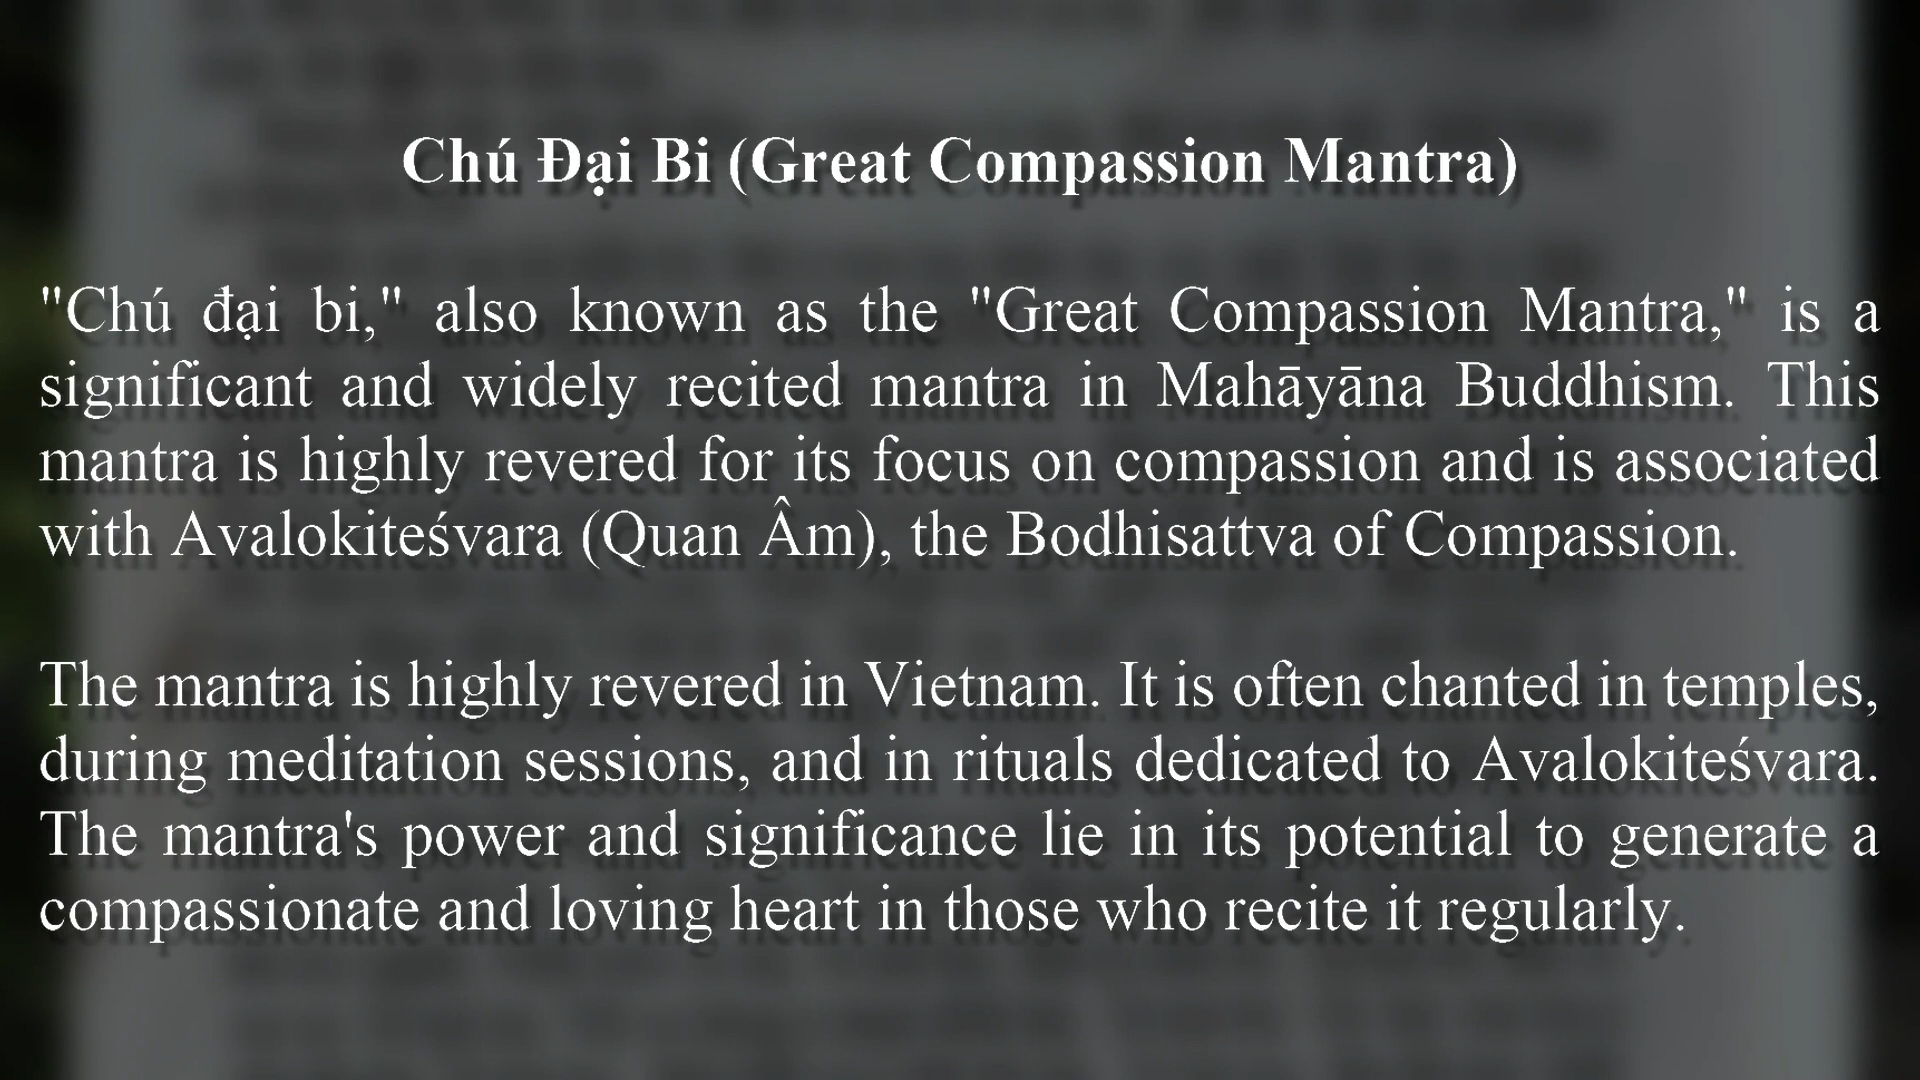 Chú Đại Bi (Great Compassion Mantra)
"Chú đại bi," also known as the "Great Compassion Mantra," is a
significant and widely recited mantra in Mahāyāna Buddhism. This
mantra is highly revered for its focus on compassion and is associated
with Avalokiteśvara (Quan Âm), the Bodhisattva of Compassion.
The mantra is highly revered in Vietnam. It is often chanted in temples,
during meditation sessions, and in rituals dedicated to Avalokiteśvara.
The mantra's power and significance lie in its potential to generate a
compassionate and loving heart in those who recite it regularly.